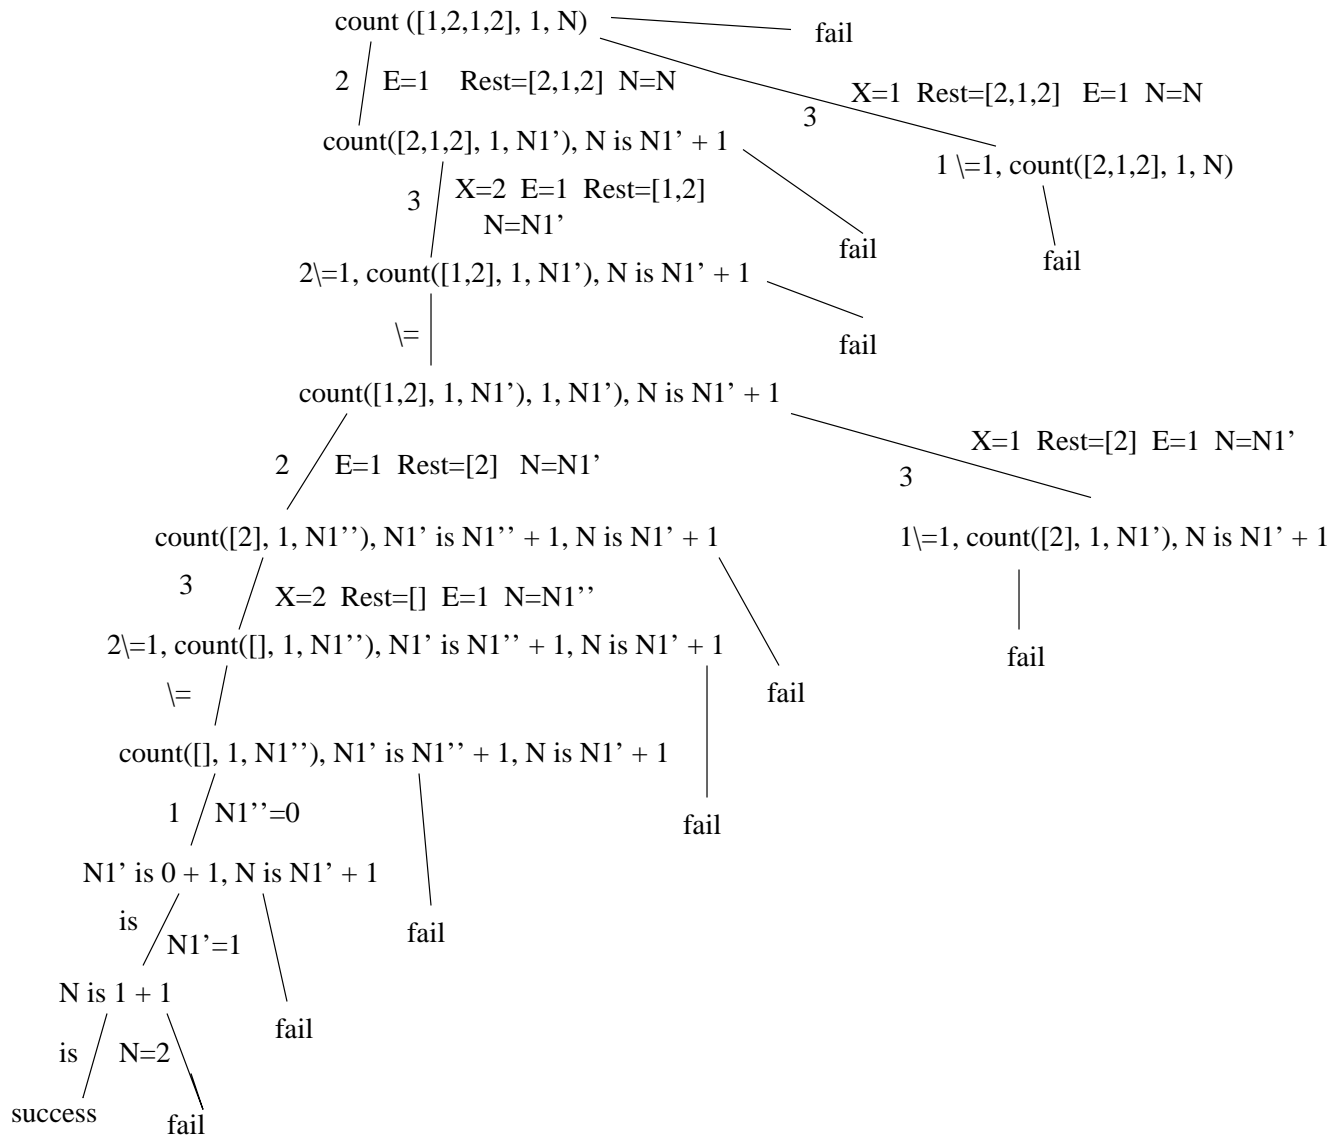 count ([1,2,1,2], 1, N)
fail
2 E=1 Rest=[2,1,2] N=N
X=1 Rest=[2,1,2] E=1 N=N
3
count([2,1,2], 1, N1’), N is N1’ + 1
1 \=1, count([2,1,2], 1, N)
3 X=2 E=1 Rest=[1,2]
N=N1’
fail
fail
2\=1, count([1,2], 1, N1’), N is N1’ + 1
\=
fail
count([1,2], 1, N1’), 1, N1’), N is N1’ + 1
X=1 Rest=[2] E=1 N=N1’
2 E=1 Rest=[2] N=N1’
3
count([2], 1, N1’’), N1’ is N1’’ + 1, N is N1’ + 1
1\=1, count([2], 1, N1’), N is N1’ + 1
3 X=2 Rest=[] E=1 N=N1’’
2\=1, count([], 1, N1’’), N1’ is N1’’ + 1, N is N1’ + 1
fail
\=
fail
count([], 1, N1’’), N1’ is N1’’ + 1, N is N1’ + 1
1 N1’’=0
fail
N1’ is 0 + 1, N is N1’ + 1
is
N1’=1
fail
N is 1 + 1
fail
is N=2
success
fail